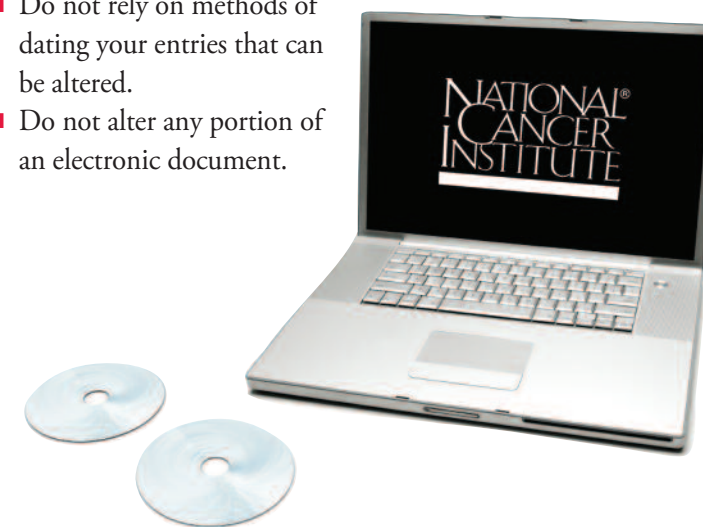 Do not rely on methods of
dating your entries that can
be altered.
Do not alter any portion of
an electronic document.
NATIONAL®
CANCER
INSTITUTE